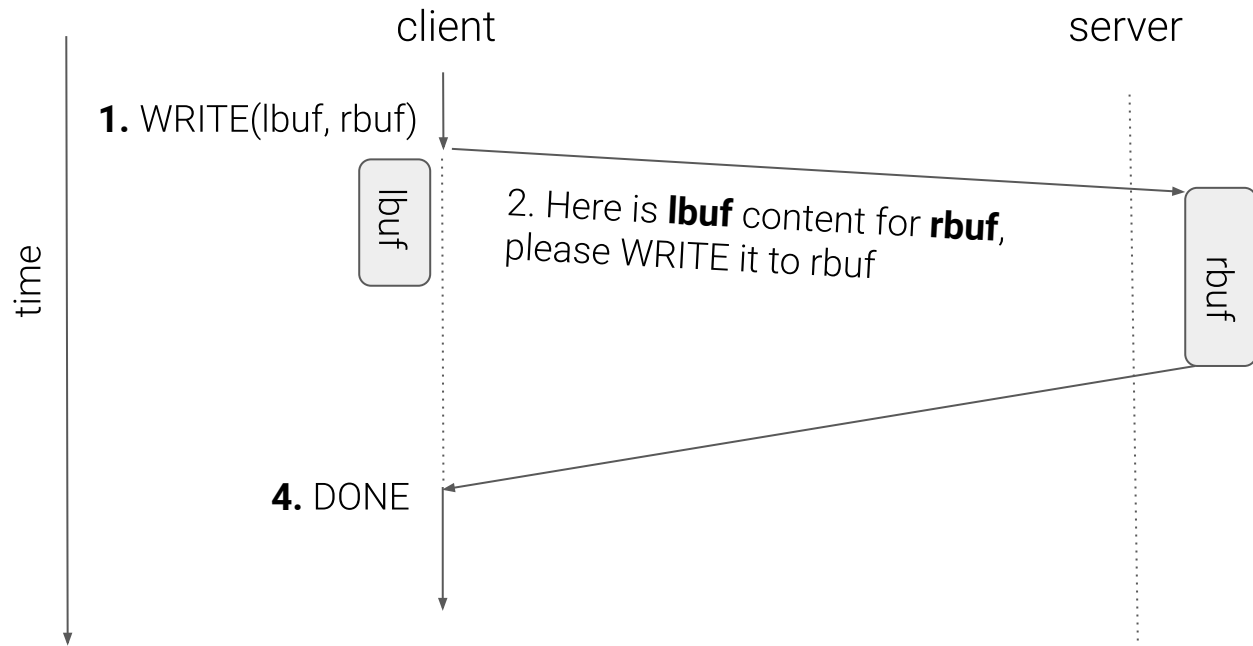 client
server
1. WRITE(lbuf, rbuf)
lbuf
2. Here is lbuf content for rbuf,
please WRITE it to rbuf
rbuf
time
4. DONE